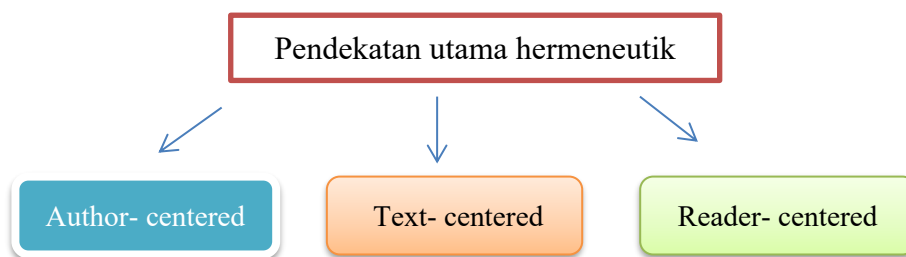 Pendekatan utama hermeneutik
Author- centered
Text- centered
Reader- centered